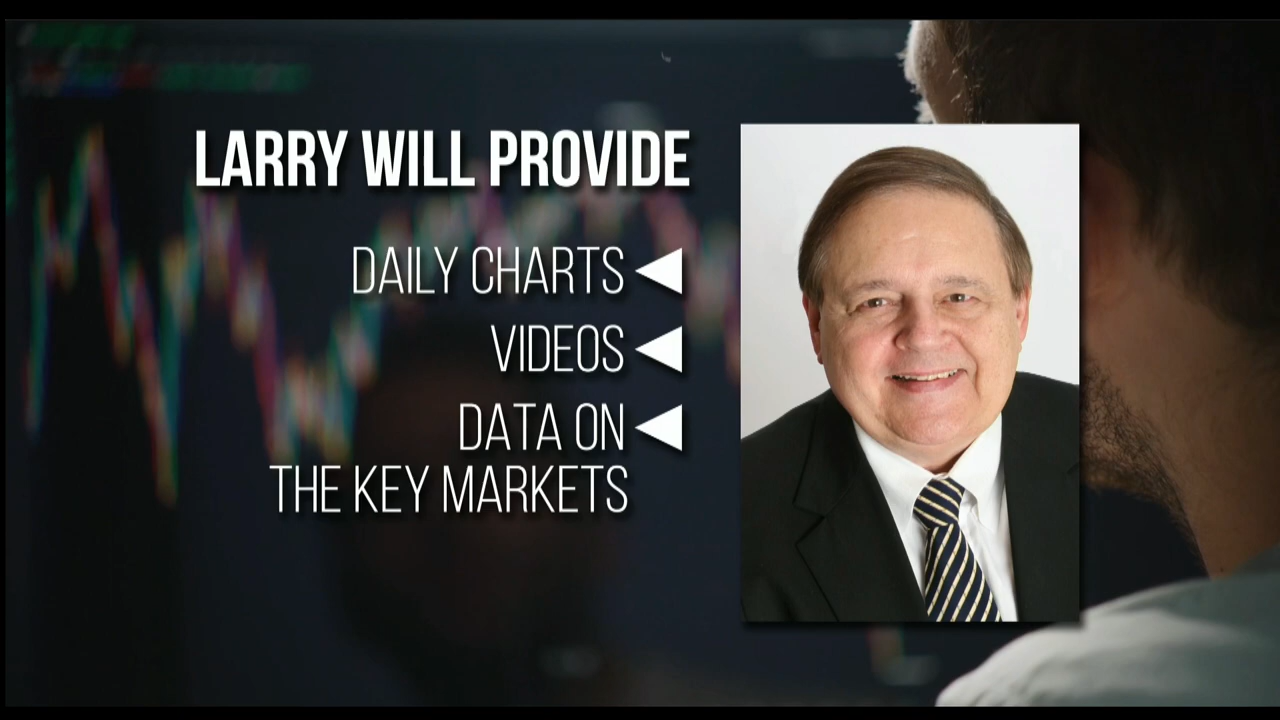 LARRY WILL PROVIDE
DAILY CHARTS
VIDEOS
DATA ON
THE KEY MARKETS